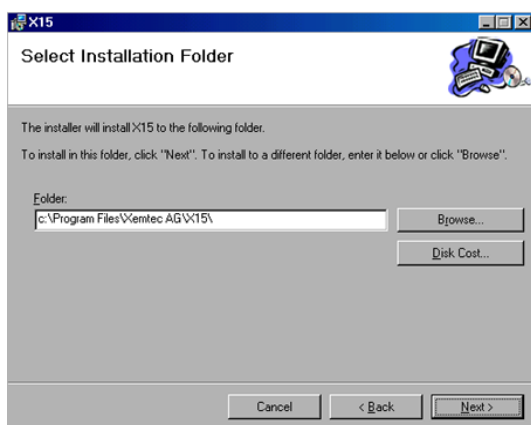 X15
Select Installation Folder
The installer will install X15 to the following folder.
To install in this folder, click "Next". To install to a different folder, enter it below or click "Browse".
Folder:
c:\Program Files\Xemtec AG\X15\
Browse...
Disk Cost...
Cancel
< Back
Next >